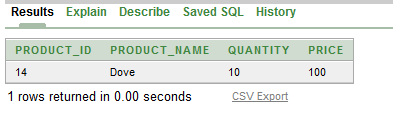 Results Explain Describe Saved SQL History
PRODUCT_ID PRODUCT_NAME QUANTITY PRICE
14 Dove 10 100
1 rows returned in 0.00 seconds CSV Export